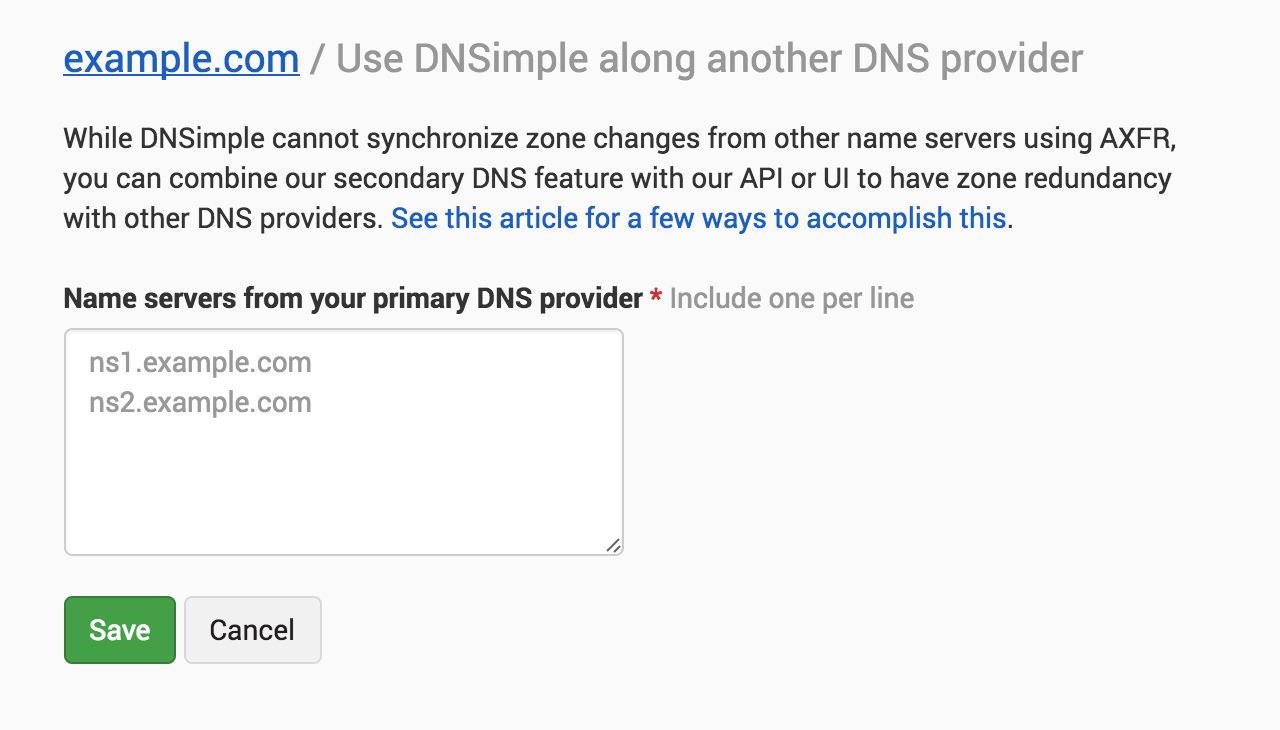 example.com / Use DNSimple along another DNS provider
While DNSimple cannot synchronize zone changes from other name servers using AXFR,
you can combine our secondary DNS feature with our API or UI to have zone redundancy
with other DNS providers. See this article for a few ways to accomplish this.
Name servers from your primary DNS provider * Include one per line
ns1.example.com
ns2.example.com
Save Cancel